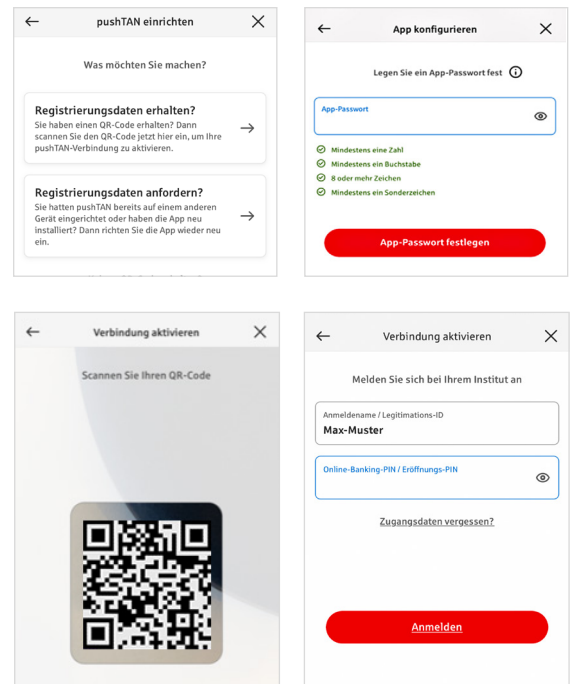 pushTAN einrichten
Was möchten Sie machen?
Registrierungsdaten erhalten?
Sie haben einen QR-Code erhalten? Dann
scannen Sie den QR-Code jetzt hier ein, um Ihre
pushTAN-Verbindung zu aktivieren.
Registrierungsdaten anfordern?
Sie hatten pushTAN bereits auf einem anderen
Gerät eingerichtet oder haben die App neu
installiert? Dann richten Sie die App wieder neu
ein.
App konfigurieren
Legen Sie ein App-Passwort fest
App-Passwort
Mindestens eine Zahl
Mindestens ein Buchstabe
8 oder mehr Zeichen
Mindestens ein Sonderzeichen
App-Passwort festlegen
Verbindung aktivieren
Scannen Sie Ihren QR-Code
Verbindung aktivieren
Melden Sie sich bei Ihrem Institut an
Anmeldename / Legitimations-ID
Max-Muster
Online-Banking-PIN / Eröffnungs-PIN
Zugangsdaten vergessen?
Anmelden